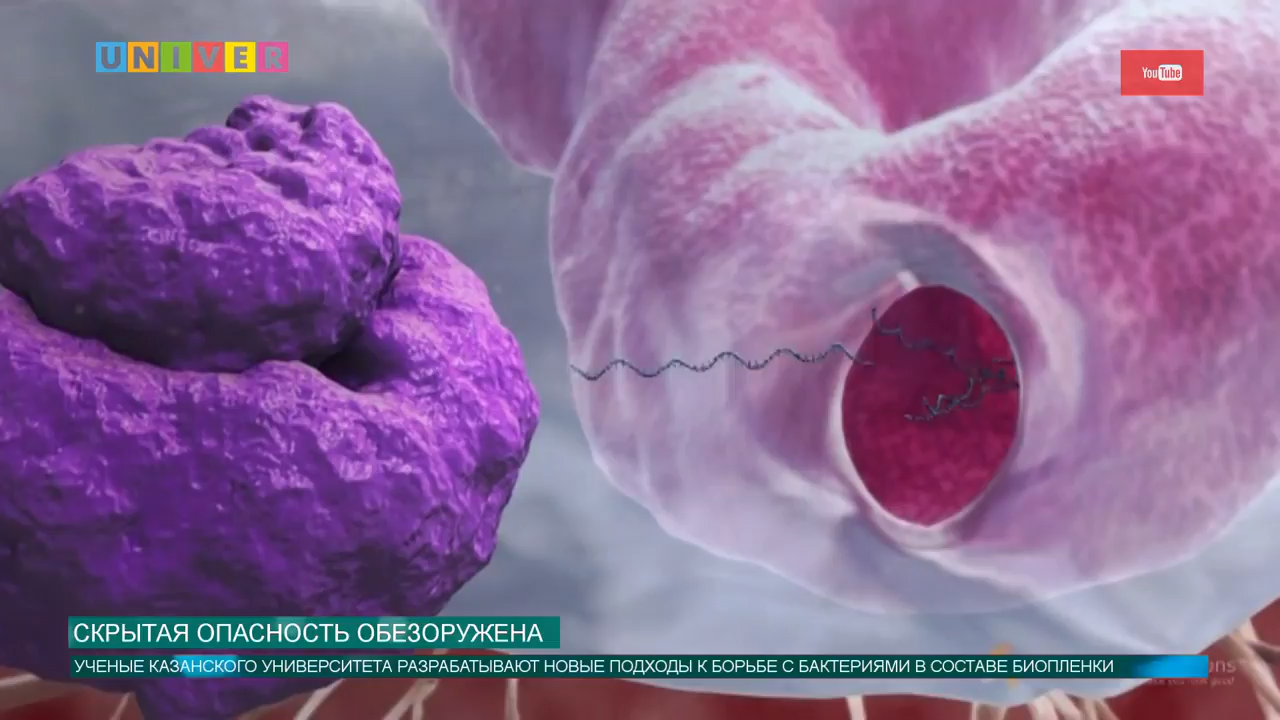 UNIVER
YouTube
СКРЫТАЯ ОПАСНОСТЬ ОБЕЗОРУЖЕНА
УЧЕНЫЕ КАЗАНСКОГО УНИВЕРСИТЕТА РАЗРАБАТЫВАЮТ НОВЫЕ ПОДХОДЫ К БОРЬБЕ С БАКТЕРИЯМИ В СОСТАВЕ БИОПЛЕНКИ